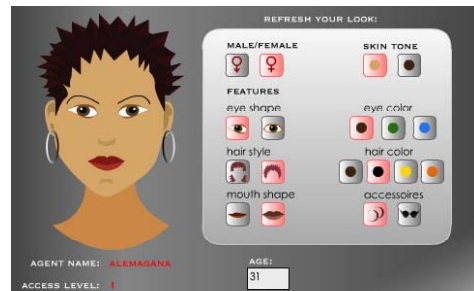 REFRESH YOUR LOOK:
MALE/FEMALE
SKIN TONE
FEATURES
eye shape
eye color
hair style
hair color
mouth shape
accessoires
AGENT NAME: ALEMAGANA
AGE:
31
ACCESS LEVEL: 1